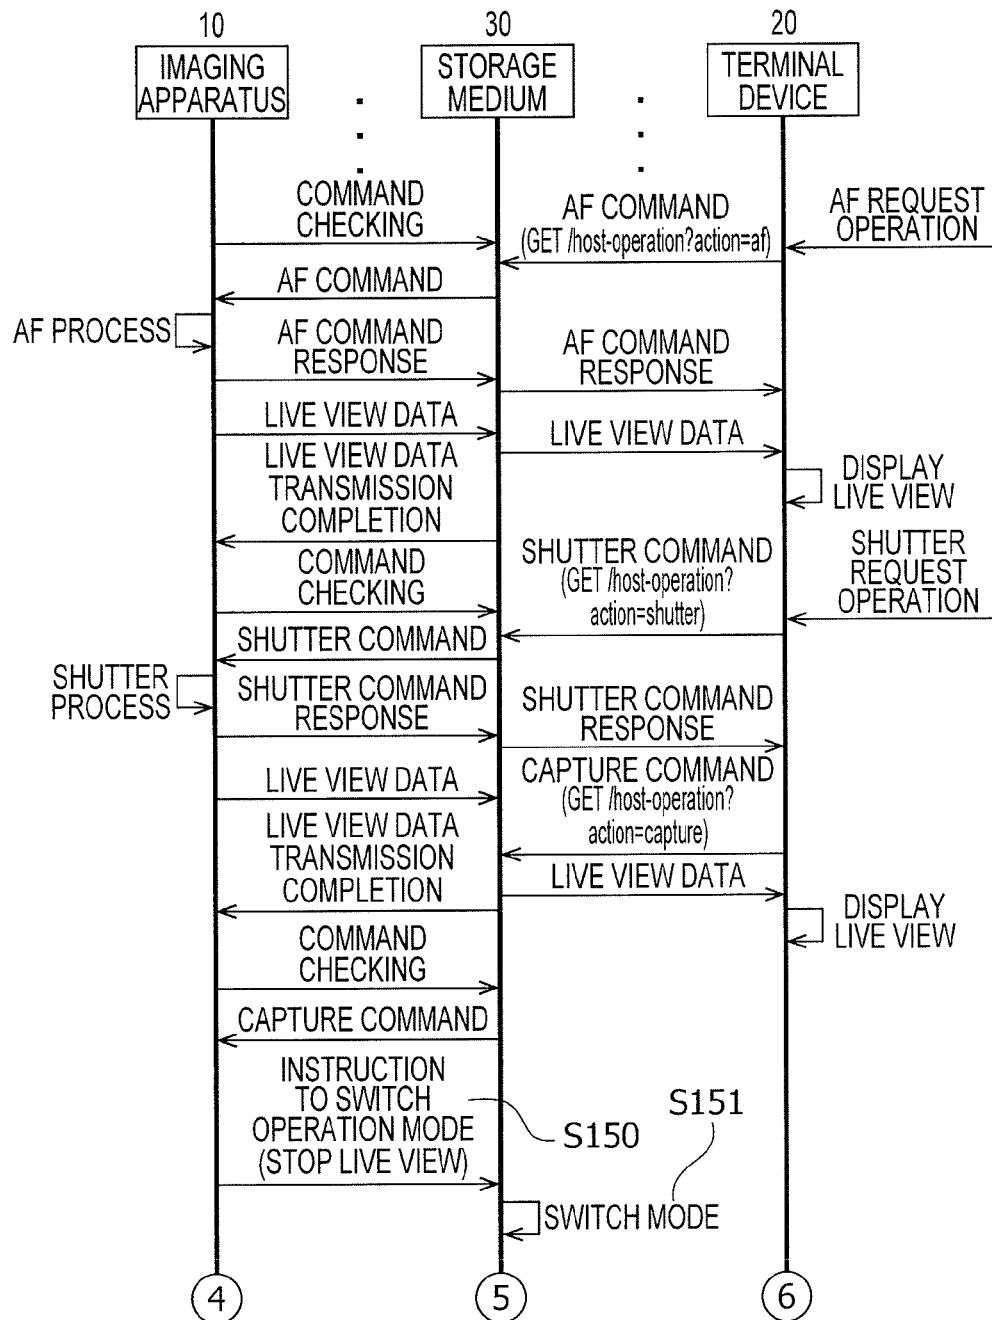 10
30
20
IMAGING
APPARATUS
STORAGE
MEDIUM
TERMINAL
DEVICE
COMMAND
CHECKING
AF COMMAND
(GET /host-operation?action=af)
AF REQUEST
OPERATION
AF COMMAND
AF PROCESS
AF COMMAND
RESPONSE
AF COMMAND
RESPONSE
LIVE VIEW DATA
LIVE VIEW DATA
LIVE VIEW DATA
TRANSMISSION
COMPLETION
DISPLAY
LIVE VIEW
COMMAND
CHECKING
SHUTTER COMMAND
(GET /host-operation?
action=shutter)
SHUTTER
REQUEST
OPERATION
SHUTTER COMMAND
SHUTTER
PROCESS
SHUTTER COMMAND
RESPONSE
SHUTTER COMMAND
RESPONSE
LIVE VIEW DATA
CAPTURE COMMAND
(GET /host-operation?
action=capture)
LIVE VIEW DATA
TRANSMISSION
COMPLETION
LIVE VIEW DATA
DISPLAY
LIVE VIEW
COMMAND
CHECKING
CAPTURE COMMAND
INSTRUCTION
TO SWITCH
OPERATION MODE
(STOP LIVE VIEW)
S150
S151
SWITCH MODE
4
5
6